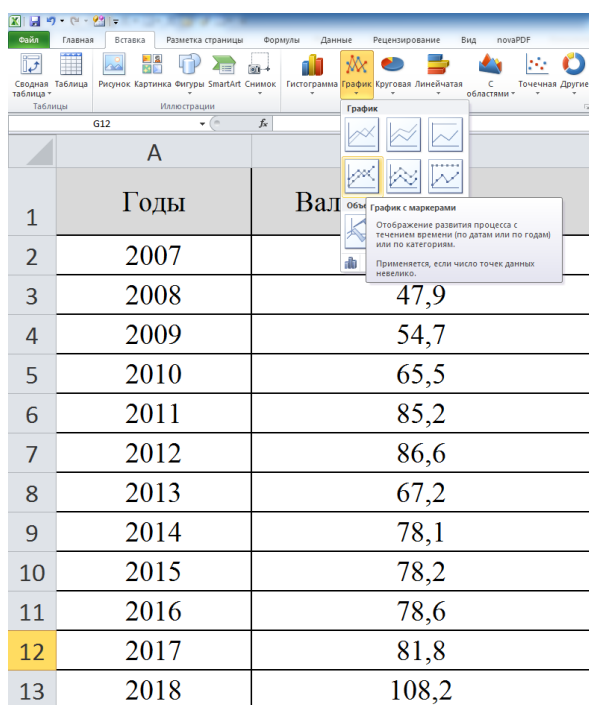 Файл Главная Вставка Разметка страницы Формулы Данные Рецензирование Вид novaPDF
Сводная таблица Таблица Рисунок Картинка Фигуры SmartArt Снимок Гистограмма График Круговая Линейчатая С областями Точечная Другие
Таблицы Иллюстрации
График
G12 fx
A
1 Годы Вал
График с маркерами
Отображение развития процесса с
течением времени (по датам или по годам)
или по категориям.
Применяется, если число точек данных
невелико.
2 2007
3 2008 47,9
4 2009 54,7
5 2010 65,5
6 2011 85,2
7 2012 86,6
8 2013 67,2
9 2014 78,1
10 2015 78,2
11 2016 78,6
12 2017 81,8
13 2018 108,2